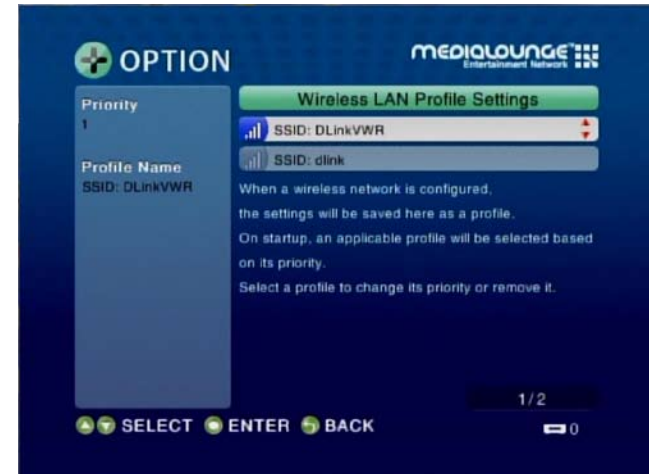 OPTION
MEDIALOUNGE
Entertainment Network
Priority
1
Profile Name
SSID: DLinkVWR
Wireless LAN Profile Settings
SSID: DLinkVWR
SSID: dlink
When a wireless network is configured,
the settings will be saved here as a profile.
On startup, an applicable profile will be selected based
on its priority.
Select a profile to change its priority or remove it.
1/2
SELECT ENTER BACK
0